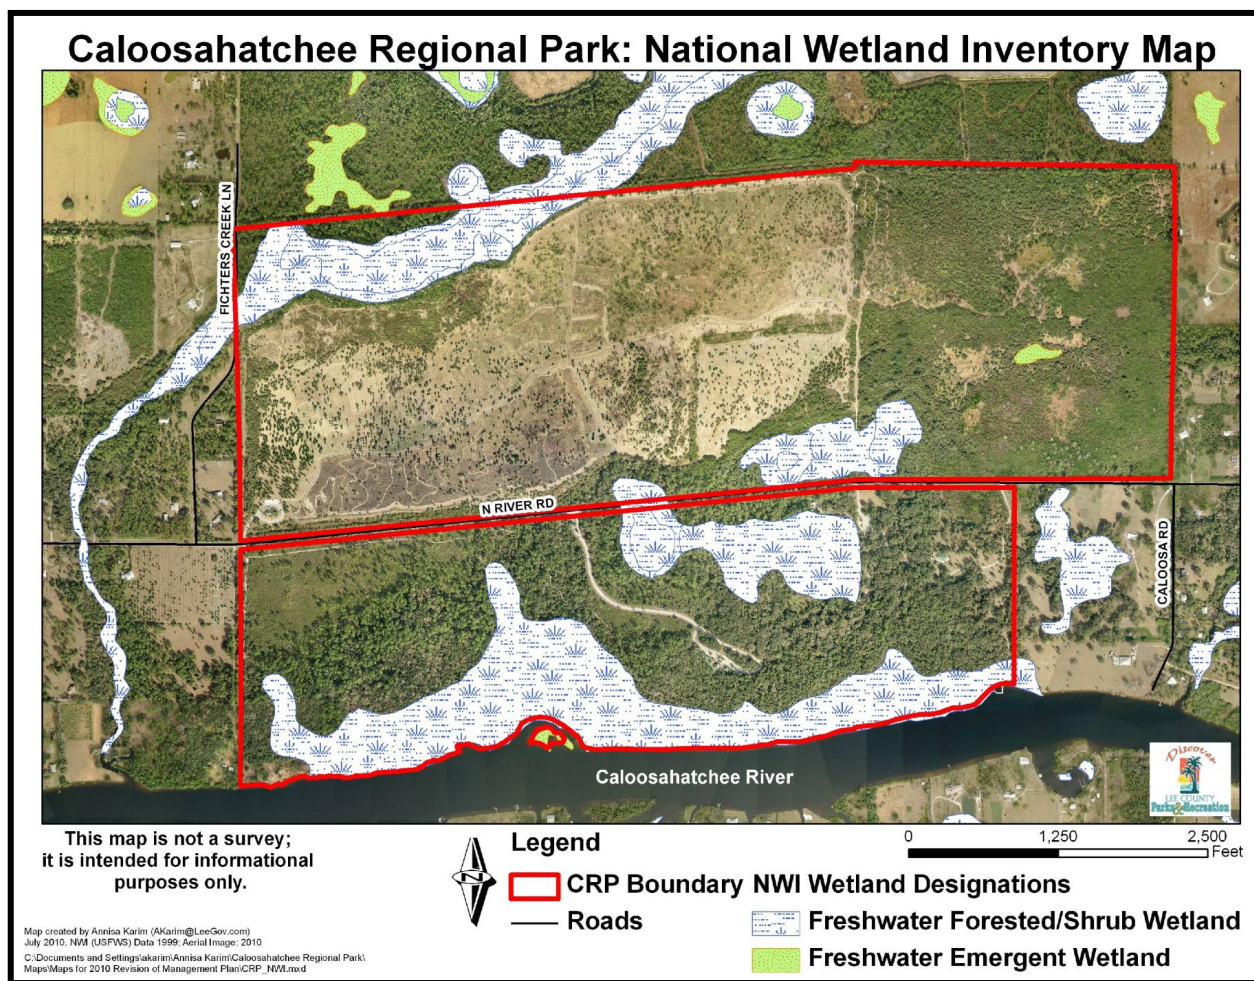 Caloosahatchee Regional Park: National Wetland Inventory Map
FICHTERS CREEK LN
N RIVER RD
CALOOSA RD
Caloosahatchee River
Discover
LEE COUNTY
Parks & Recreation
This map is not a survey;
it is intended for informational
purposes only.
N
Legend
CRP Boundary
Roads
0 1,250 2,500
Feet
NWI Wetland Designations
Freshwater Forested/Shrub Wetland
Freshwater Emergent Wetland
Map created by Annisa Karim (AKarim@LeeGov.com)
July 2010. NWI (USFWS) Data 1999; Aerial Image: 2010
C:\Documents and Settings\akarim\Annisa Karim\Caloosahatchee Regional Park\
Maps\Maps for 2010 Revision of Management Plan\CRP_NWI.mxd